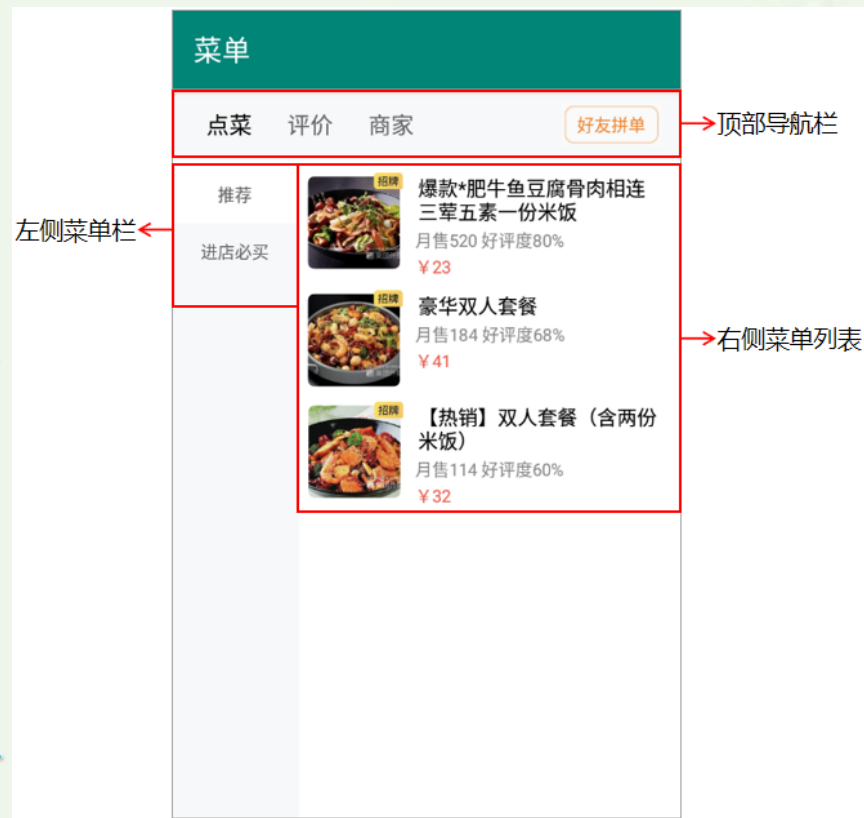 菜单
点菜 评价 商家 好友拼单
顶部导航栏
左侧菜单栏
推荐
进店必买
招牌
爆款*肥牛鱼豆腐骨肉相连
三荤五素一份米饭
月售520 好评度80%
￥23
招牌
豪华双人套餐
月售184 好评度68%
￥41
右侧菜单列表
招牌
【热销】双人套餐（含两份
米饭）
月售114 好评度60%
￥32